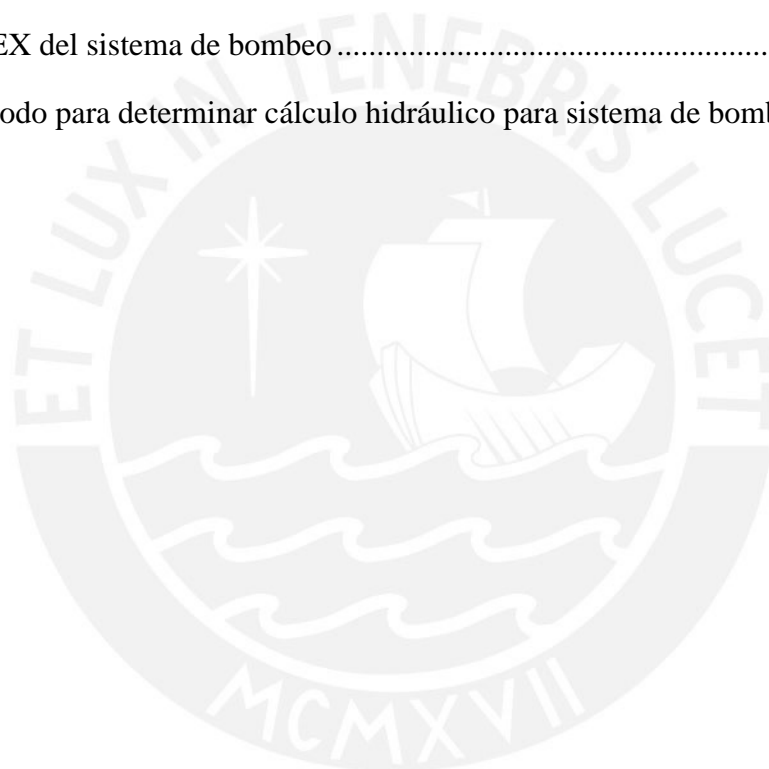 EX del sistema de bombeo ..............................................................
odo para determinar cálculo hidráulico para sistema de bomb
ET LUX IN TENEBRIS LUCET
MCMXVII